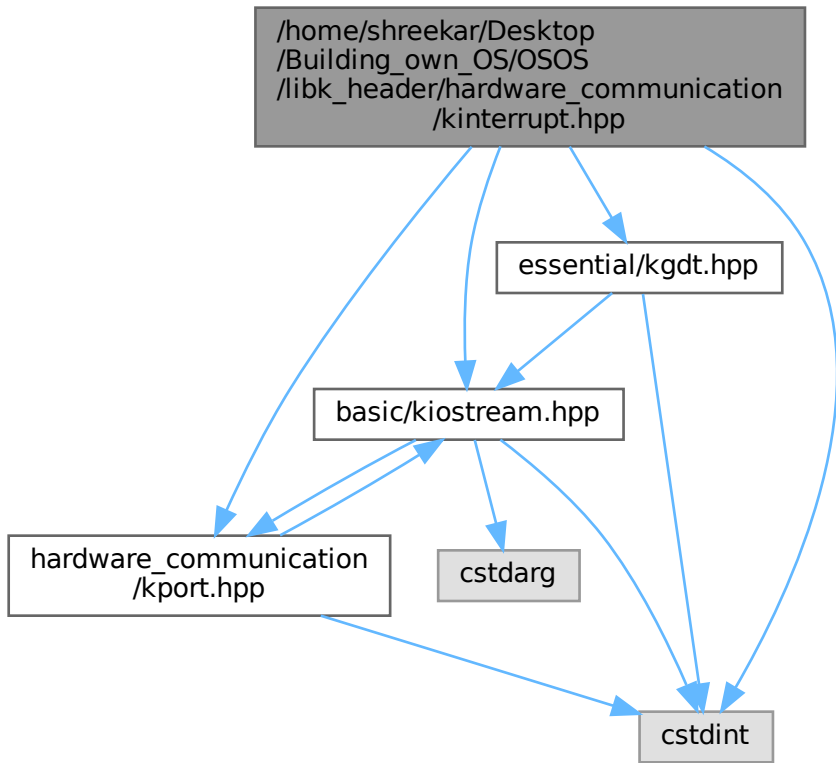 /home/shreekar/Desktop
/Building_own_OS/OSOS
/libk_header/hardware_communication
/kinterrupt.hpp
essential/kgdt.hpp
basic/kiostream.hpp
hardware_communication
/kport.hpp
cstdarg
cstdint